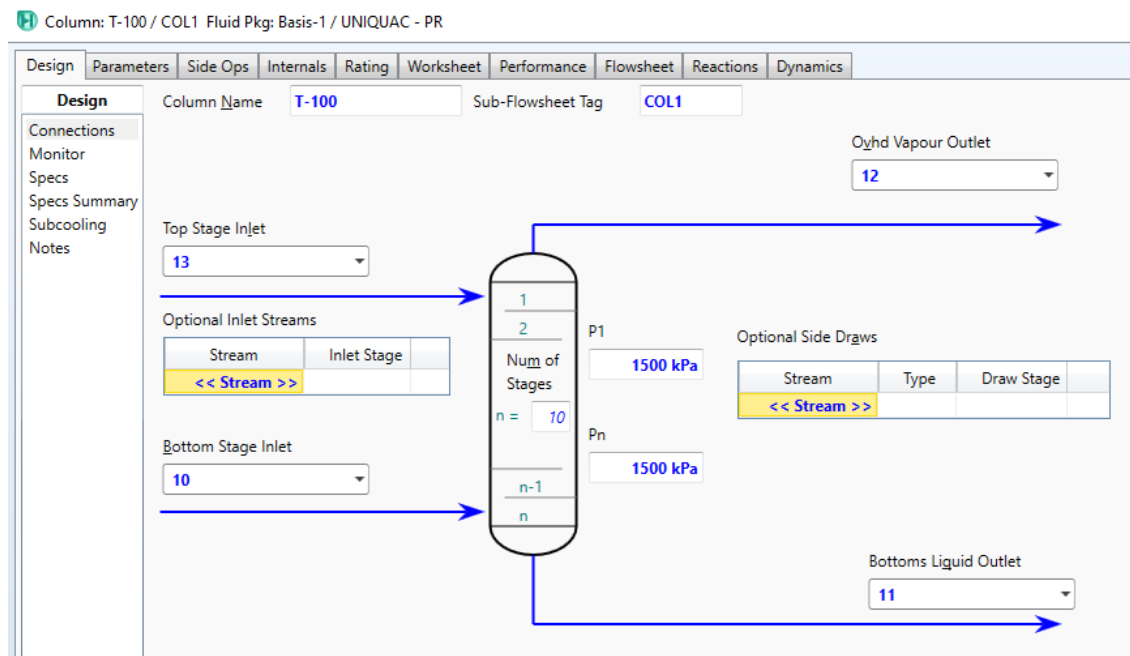 Column: T-100 / COL1 Fluid Pkg: Basis-1 / UNIQUAC - PR
Design Parameters Side Ops Internals Rating Worksheet Performance Flowsheet Reactions Dynamics
Design
Connections
Monitor
Specs
Specs Summary
Subcooling
Notes
Column Name T-100 Sub-Flowsheet Tag COL1
Ovhd Vapour Outlet
12
Top Stage Inlet
13
Optional Inlet Streams
Stream Inlet Stage
<< Stream >>
Bottom Stage Inlet
10
1
2
Num of
Stages
n = 10
n-1
n
P1
1500 kPa
Pn
1500 kPa
Optional Side Draws
Stream Type Draw Stage
<< Stream >>
Bottoms Liquid Outlet
11